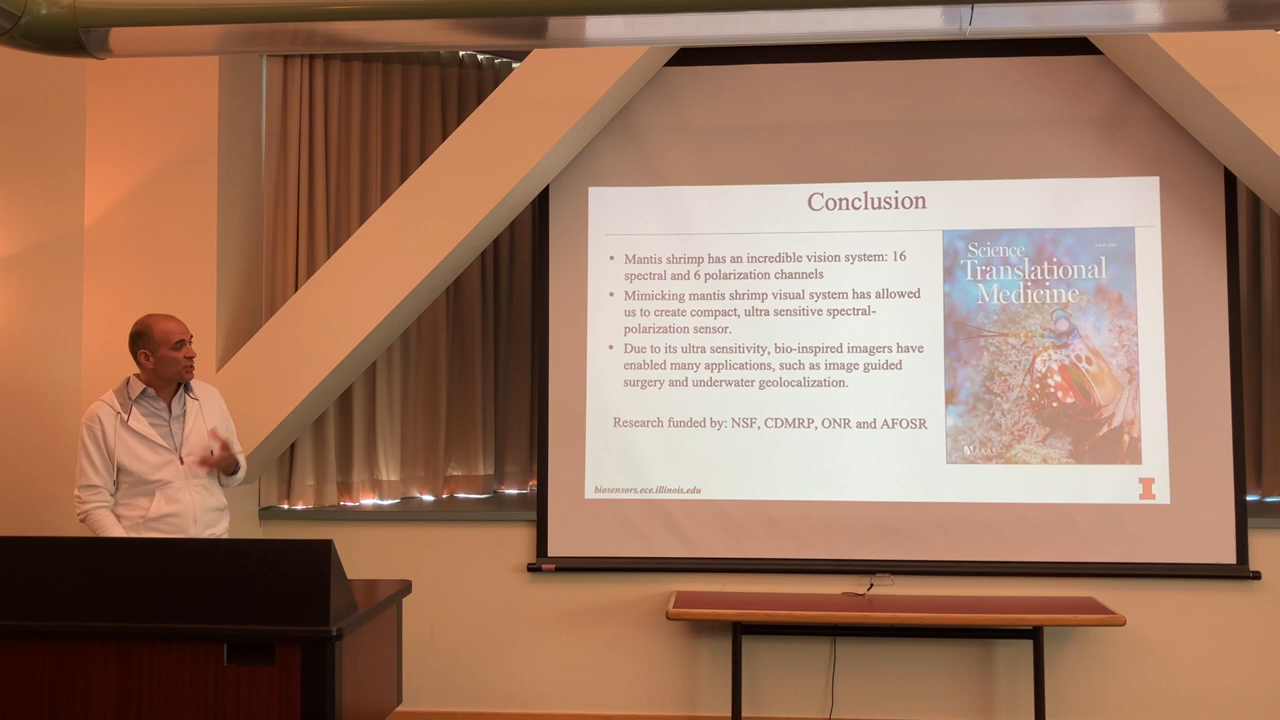 Conclusion
• Mantis shrimp has an incredible vision system: 16
spectral and 6 polarization channels
• Mimicking mantis shrimp visual system has allowed
us to create compact, ultra sensitive spectral-
polarization sensor.
• Due to its ultra sensitivity, bio-inspired imagers have
enabled many applications, such as image guided
surgery and underwater geolocalization.
Research funded by: NSF, CDMRP, ONR and AFOSR
biosensors.ece.illinois.edu
Science
Translational
Medicine
AAAS
I